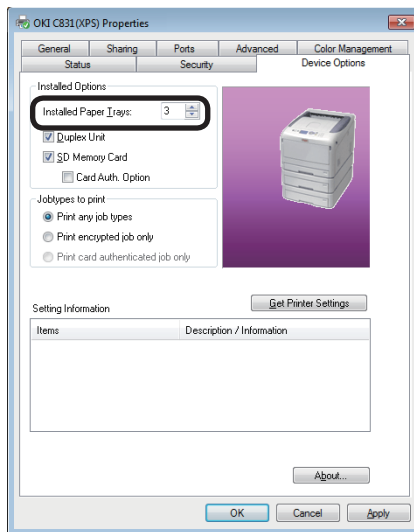 OKI C831(XPS) Properties
General Sharing Ports Advanced Color Management
Status Security Device Options
Installed Options
Installed Paper Trays: 3
Duplex Unit
SD Memory Card
Card Auth. Option
Jobtypes to print
Print any job types
Print encrypted job only
Print card authenticated job only
Get Printer Settings
Setting Information
Items Description / Information
About...
OK Cancel Apply